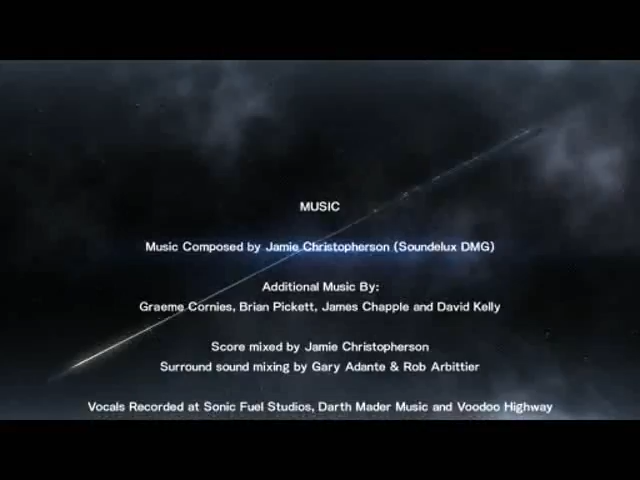 MUSIC
Music Composed by Jamie Christopherson (Soundelux DMG)
Additional Music By:
Graeme Cornies, Brian Pickett, James Chapple and David Kelly
Score mixed by Jamie Christopherson
Surround sound mixing by Gary Adante & Rob Arbittier
Vocals Recorded at Sonic Fuel Studios, Darth Mader Music and Voodoo Highway